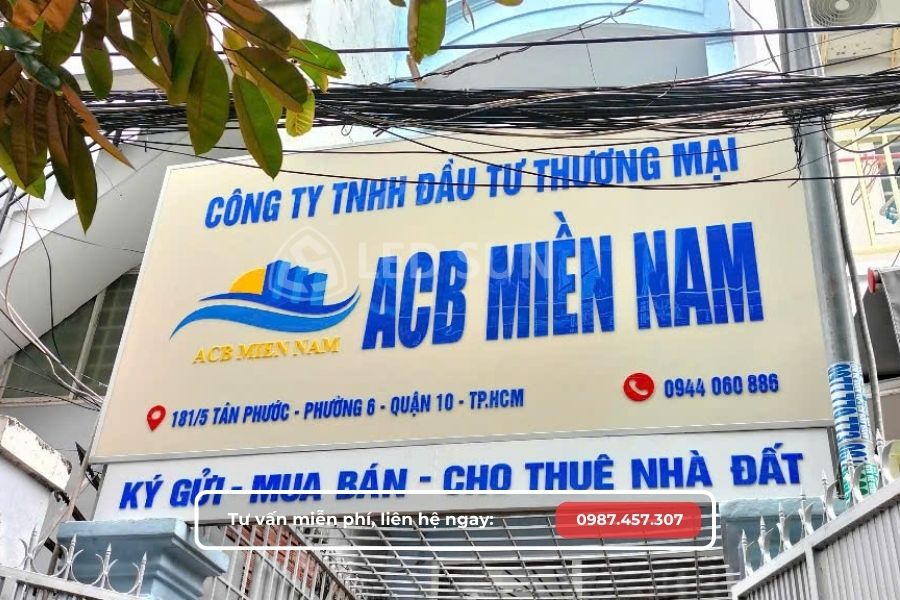 CÔNG TY TNHH ĐẦU TƯ THƯƠNG MẠI
LED SUN
ACB MIỀN NAM
ACB MIEN NAM
181/5 TÂN PHƯỚC - PHƯỜNG 6 - QUẬN 10 - TP.HCM
0944 060 886
KÝ GỬI - MUA BÁN - CHO THUÊ NHÀ ĐẤT
Tư vấn miễn phí, liên hệ ngay:
0987.457.307